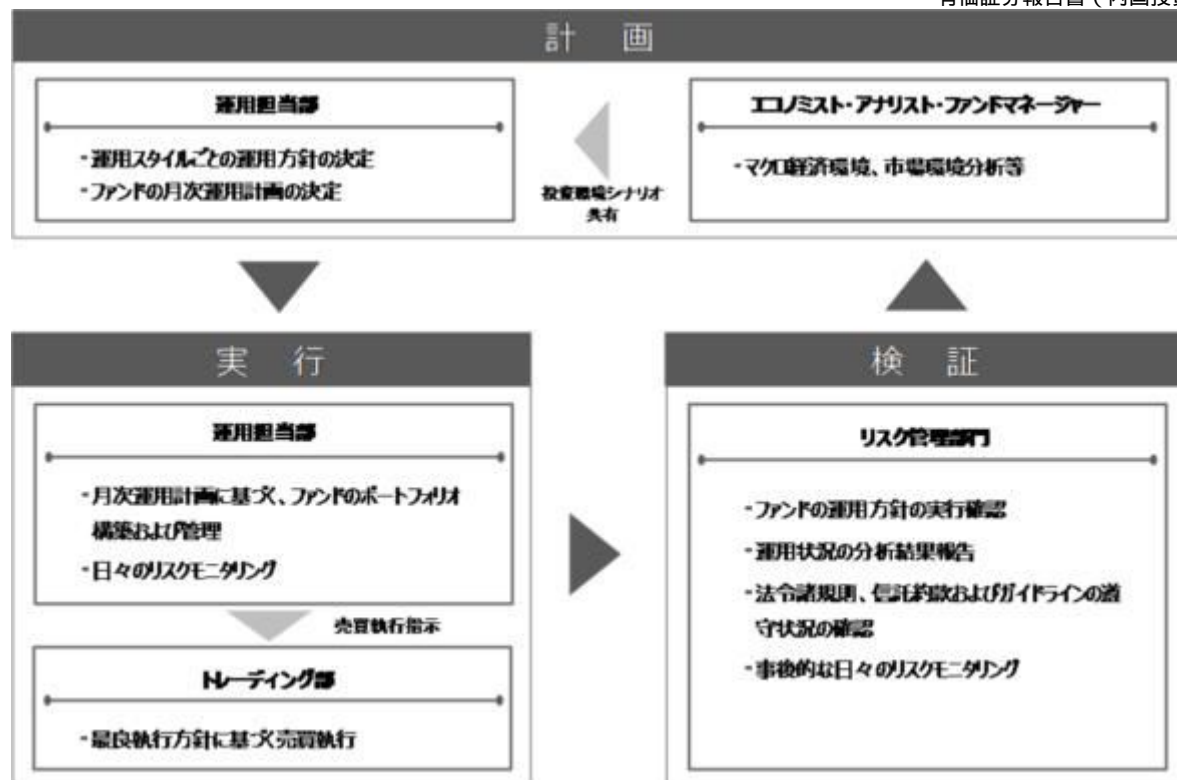 有価証券報告書（内国投資
計 画
運用担当部
・運用スタイルごとの運用方針の決定
・ファンドの月次運用計画の決定
投資環境シナリオ
共有
エコノミスト・アナリスト・ファンドマネージャー
・マクロ経済環境、市場環境分析等
実 行
運用担当部
・月次運用計画に基づく、ファンドのポートフォリオ
構築および管理
・日々のリスクモニタリング
売買執行指示
トレーディング部
・最良執行方針に基づく売買執行
検 証
リスク管理部門
・ファンドの運用方針の実行確認
・運用状況の分析結果報告
・法令諸規則、信託約款およびガイドラインの遵
守状況の確認
・事後的な日々のリスクモニタリング